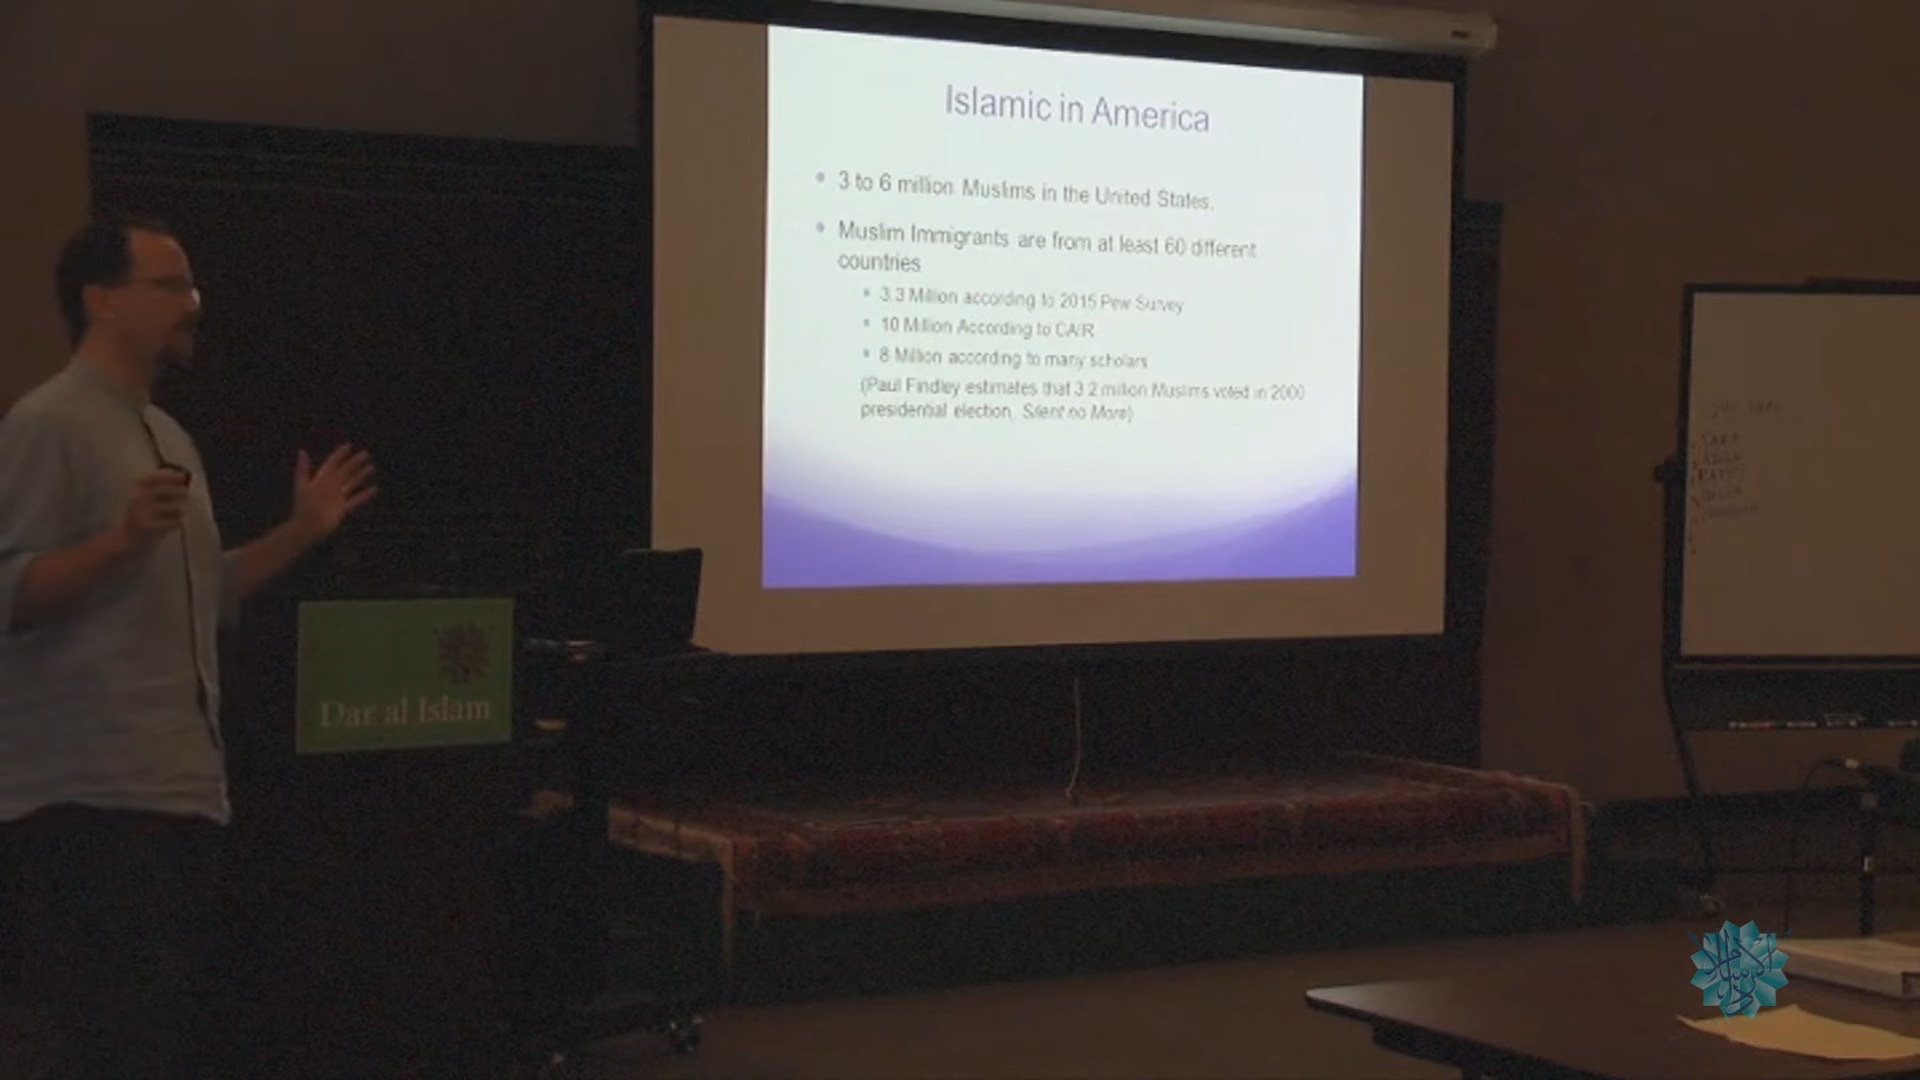 Islamic in America
3 to 6 million Muslims in the United States.
Muslim Immigrants are from at least 60 different
countries
3.3 Million according to 2015 Pew Survey
10 Million According to CAIR
8 Million according to many scholars
(Paul Findley estimates that 3.2 million Muslims voted in 2000
presidential election, Silent no More)
Dar al Islam